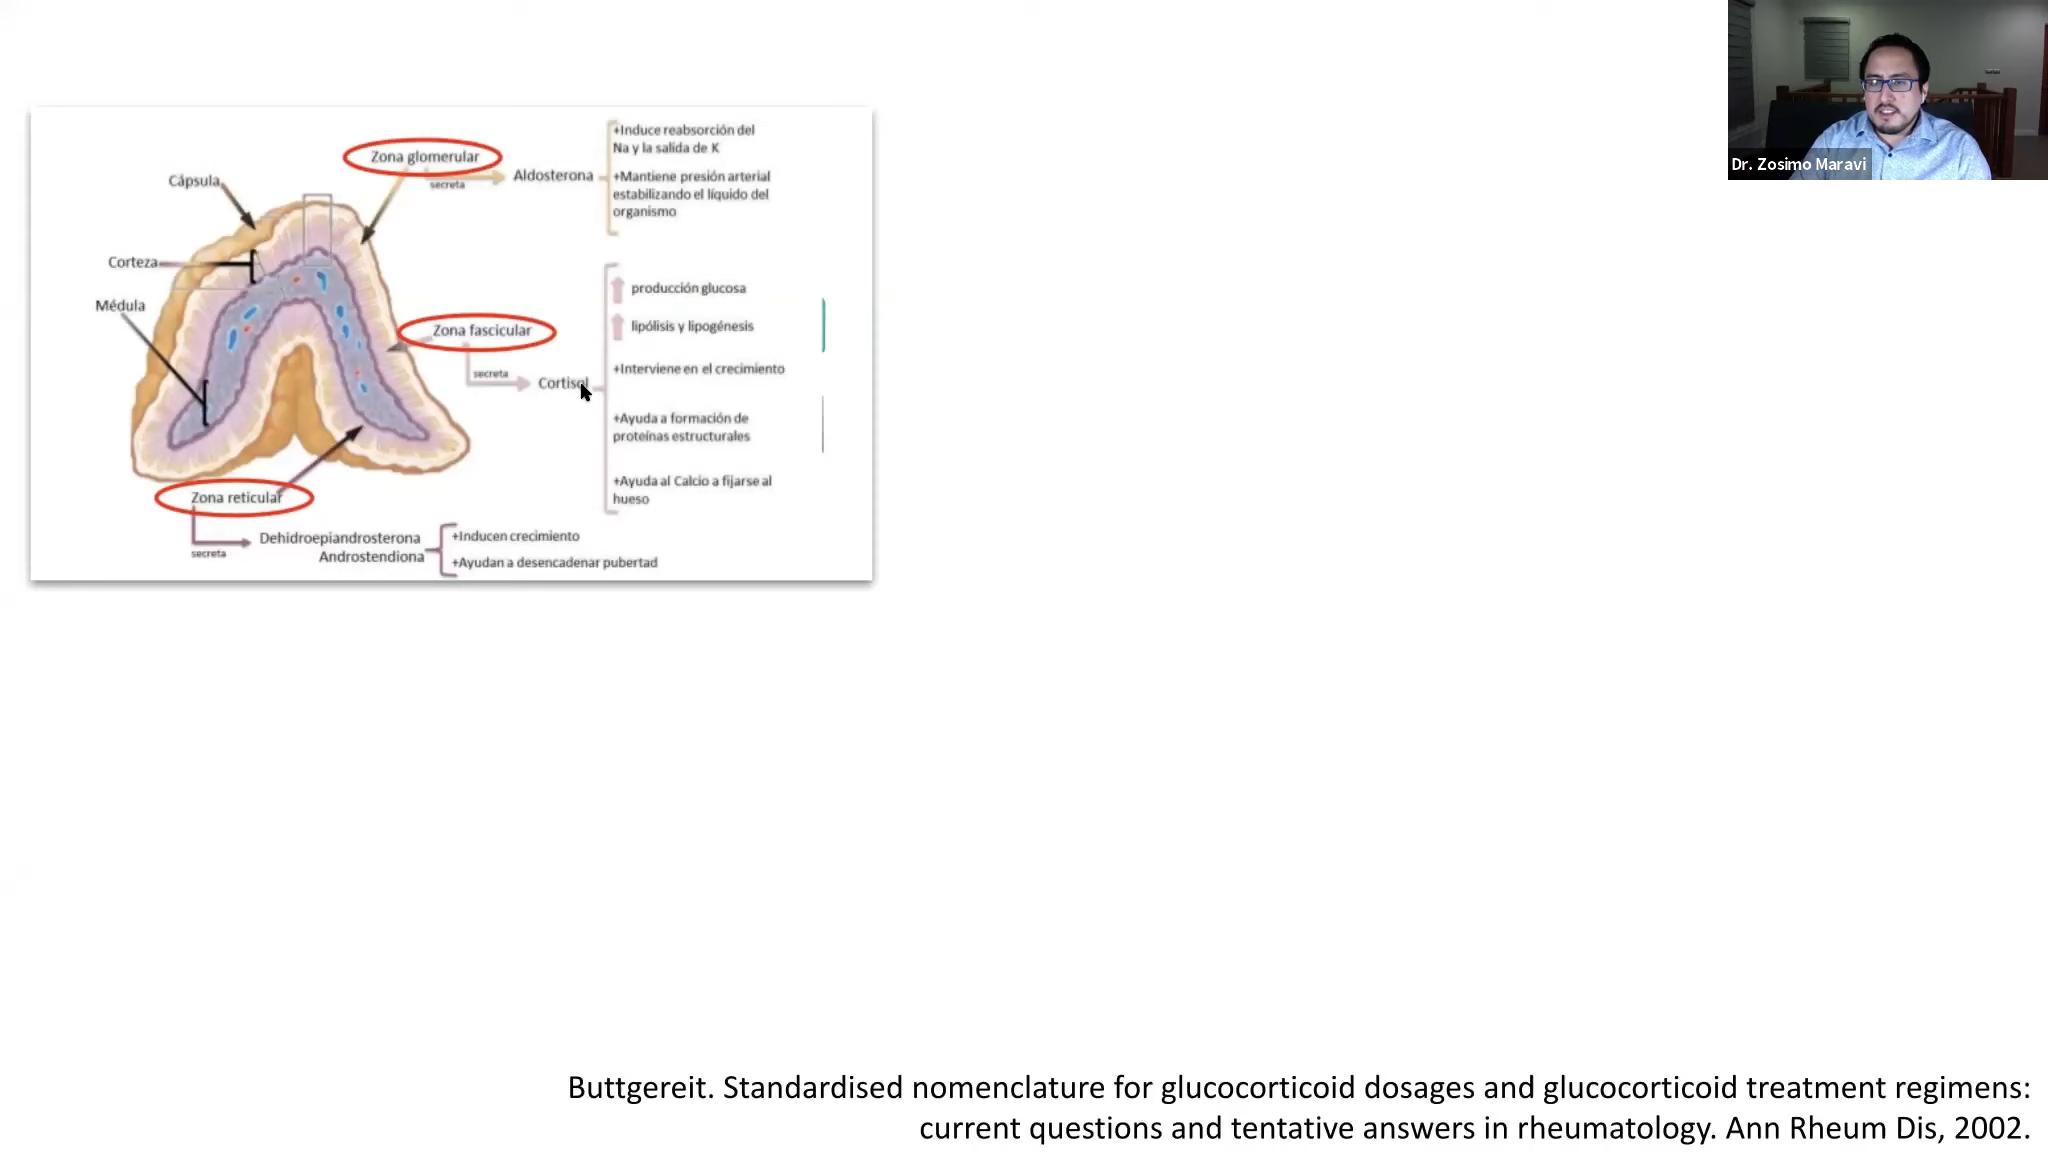 Dr. Zosimo Maravi
Zona glomerular
secreta
Aldosterona
+Induce reabsorción del
Na y la salida de K
+Mantiene presión arterial
estabilizando el líquido del
organismo
Cápsula
Corteza
Médula
Zona fascicular
secreta
Cortisol
producción glucosa
lipólisis y lipogénesis
+Interviene en el crecimiento
+Ayuda a formación de
proteínas estructurales
+Ayuda al Calcio a fijarse al
hueso
Zona reticular
secreta
Dehidroepiandrosterona
Androstendiona
+Inducen crecimiento
+Ayudan a desencadenar pubertad
Buttgereit. Standardised nomenclature for glucocorticoid dosages and glucocorticoid treatment regimens:
current questions and tentative answers in rheumatology. Ann Rheum Dis, 2002.